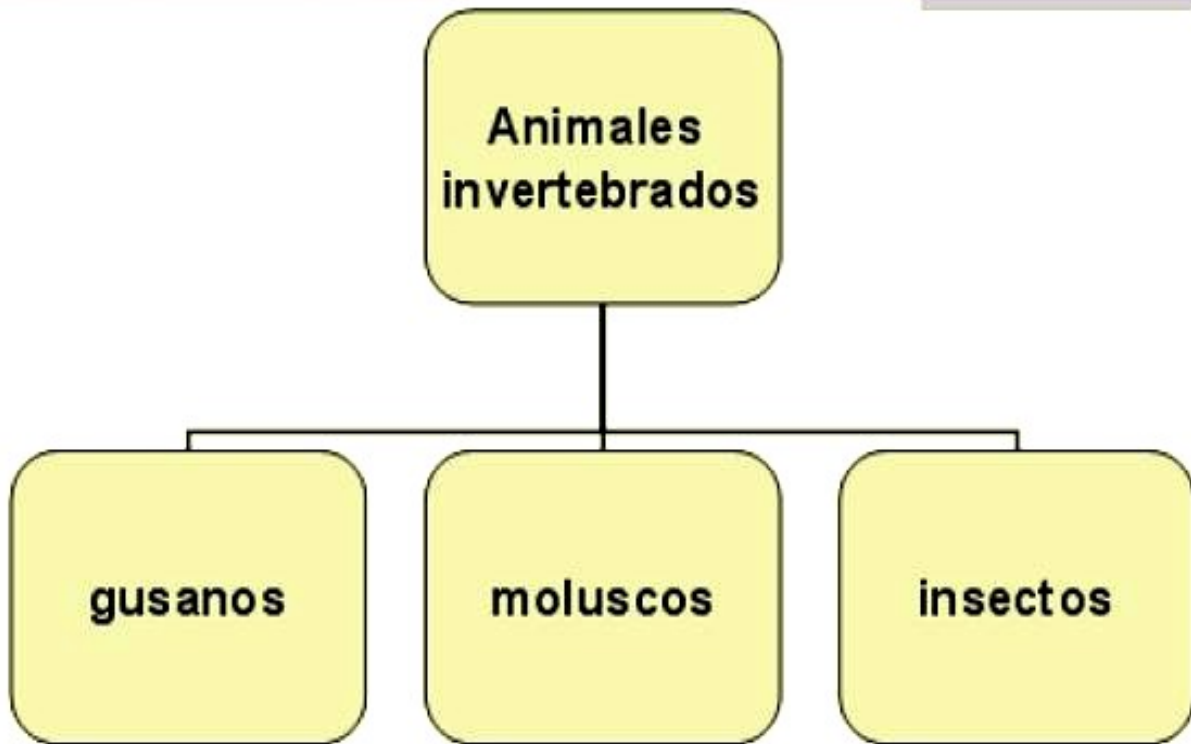 Animales
invertebrados
gusanos
moluscos
insectos